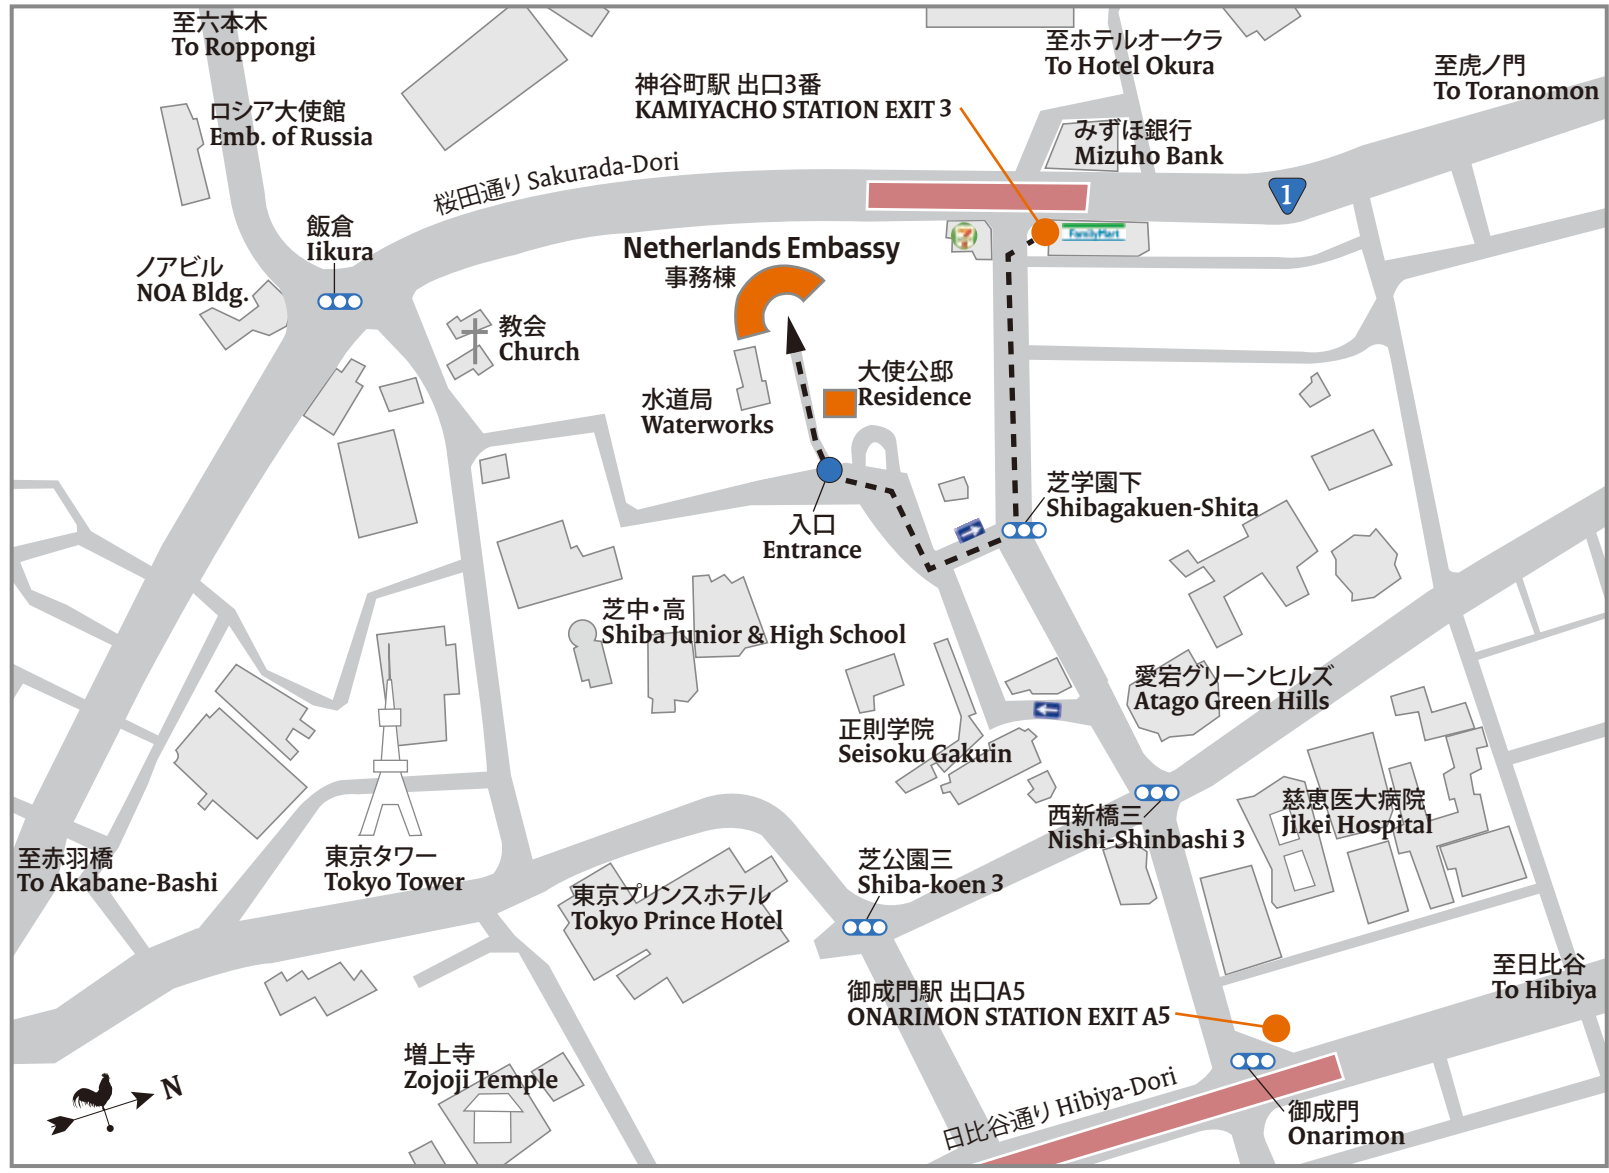 至六本木
To Roppongi
至ホテルオークラ
To Hotel Okura
至虎ノ門
To Toranomon
神谷町駅 出口3番
KAMIYACHO STATION EXIT 3
ロシア大使館
Emb. of Russia
みずほ銀行
Mizuho Bank
桜田通り Sakurada-Dori
1
飯倉
Iikura
7
FamilyMart
Netherlands Embassy
事務棟
ノアビル
NOA Bldg.
教会
Church
大使公邸
Residence
水道局
Waterworks
芝学園下
Shibagakuen-Shita
入口
Entrance
芝中・高
Shiba Junior & High School
愛宕グリーンヒルズ
Atago Green Hills
正則学院
Seisoku Gakuin
西新橋三
Nishi-Shinbashi 3
慈恵医大病院
Jikei Hospital
至赤羽橋
To Akabane-Bashi
東京タワー
Tokyo Tower
芝公園三
Shiba-koen 3
東京プリンスホテル
Tokyo Prince Hotel
至日比谷
To Hibiya
御成門駅 出口A5
ONARIMON STATION EXIT A5
増上寺
Zojoji Temple
N
日比谷通り Hibiya-Dori
御成門
Onarimon